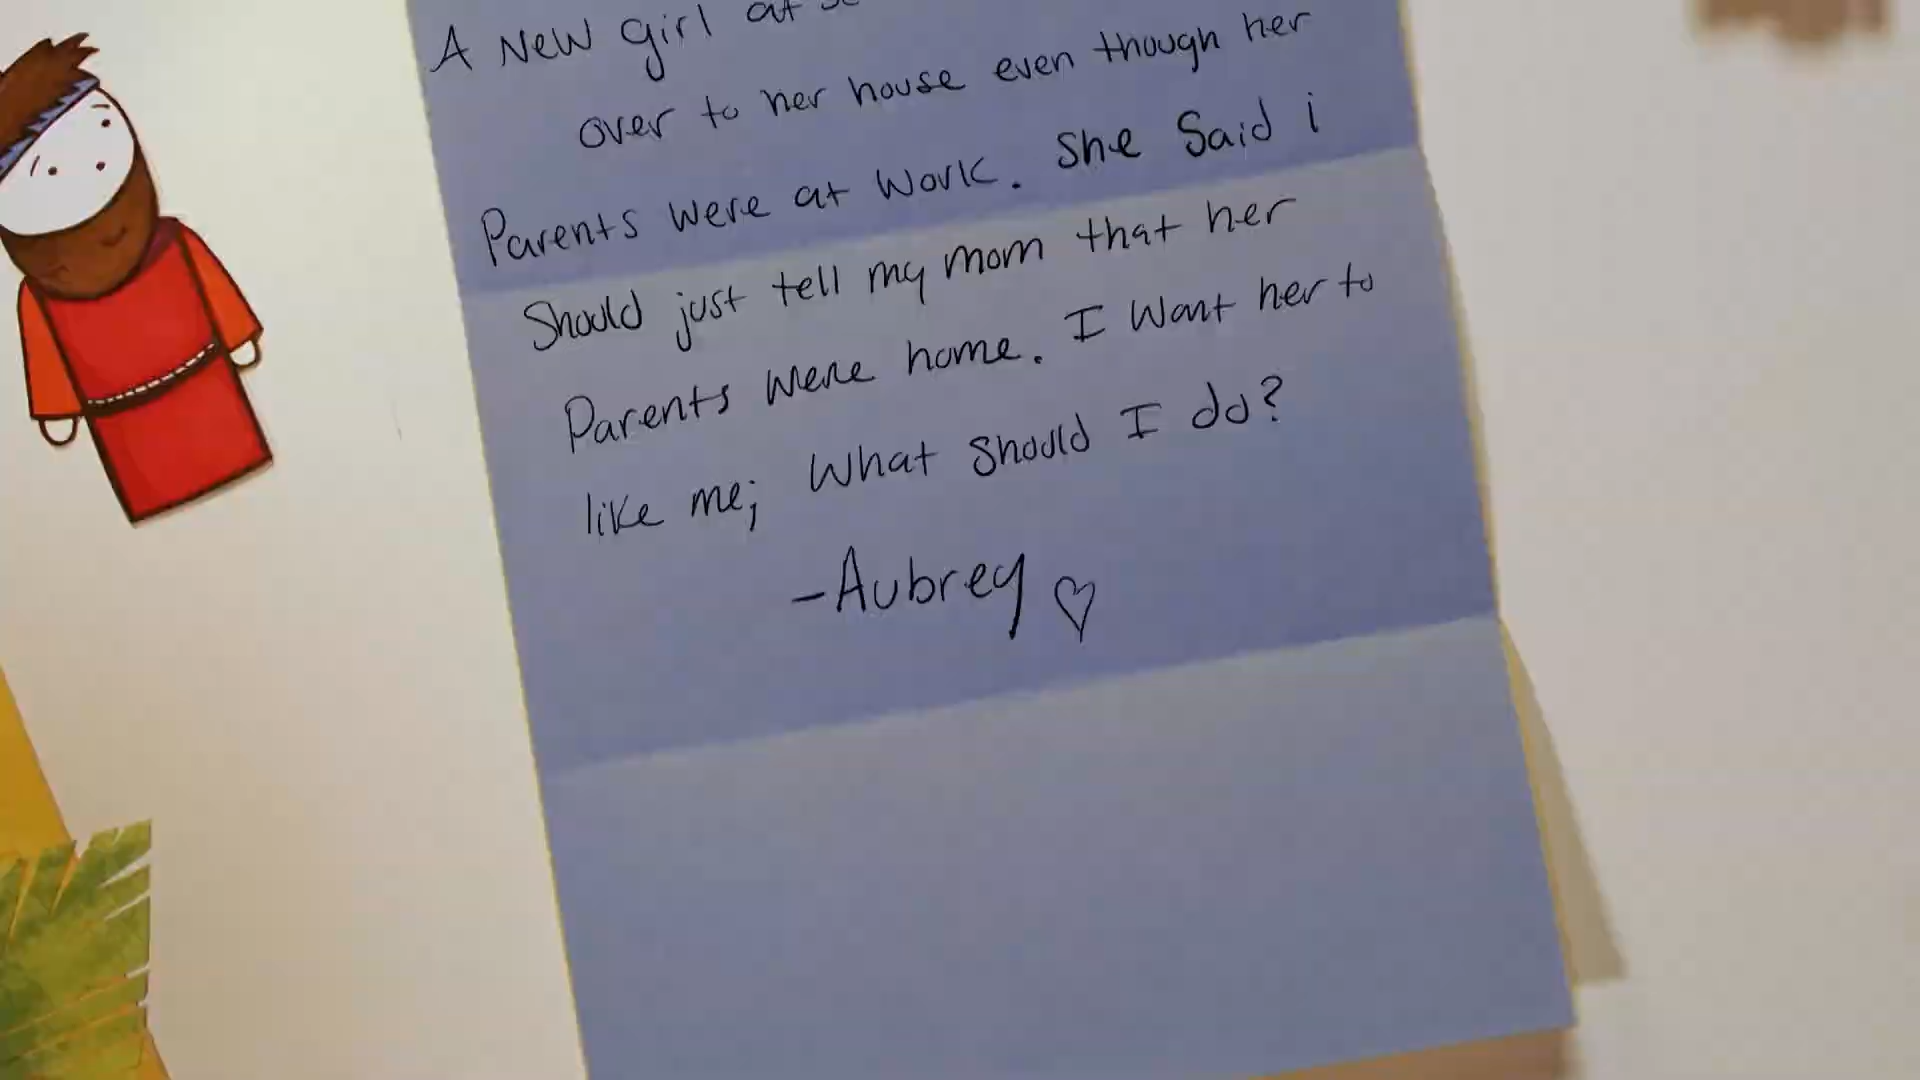 A New girl at
over to her house even though her
Parents were at work. She Said i
Should just tell my mom that her
Parents were home. I Want her to
like me; What Should I do?
-Aubrey ♡